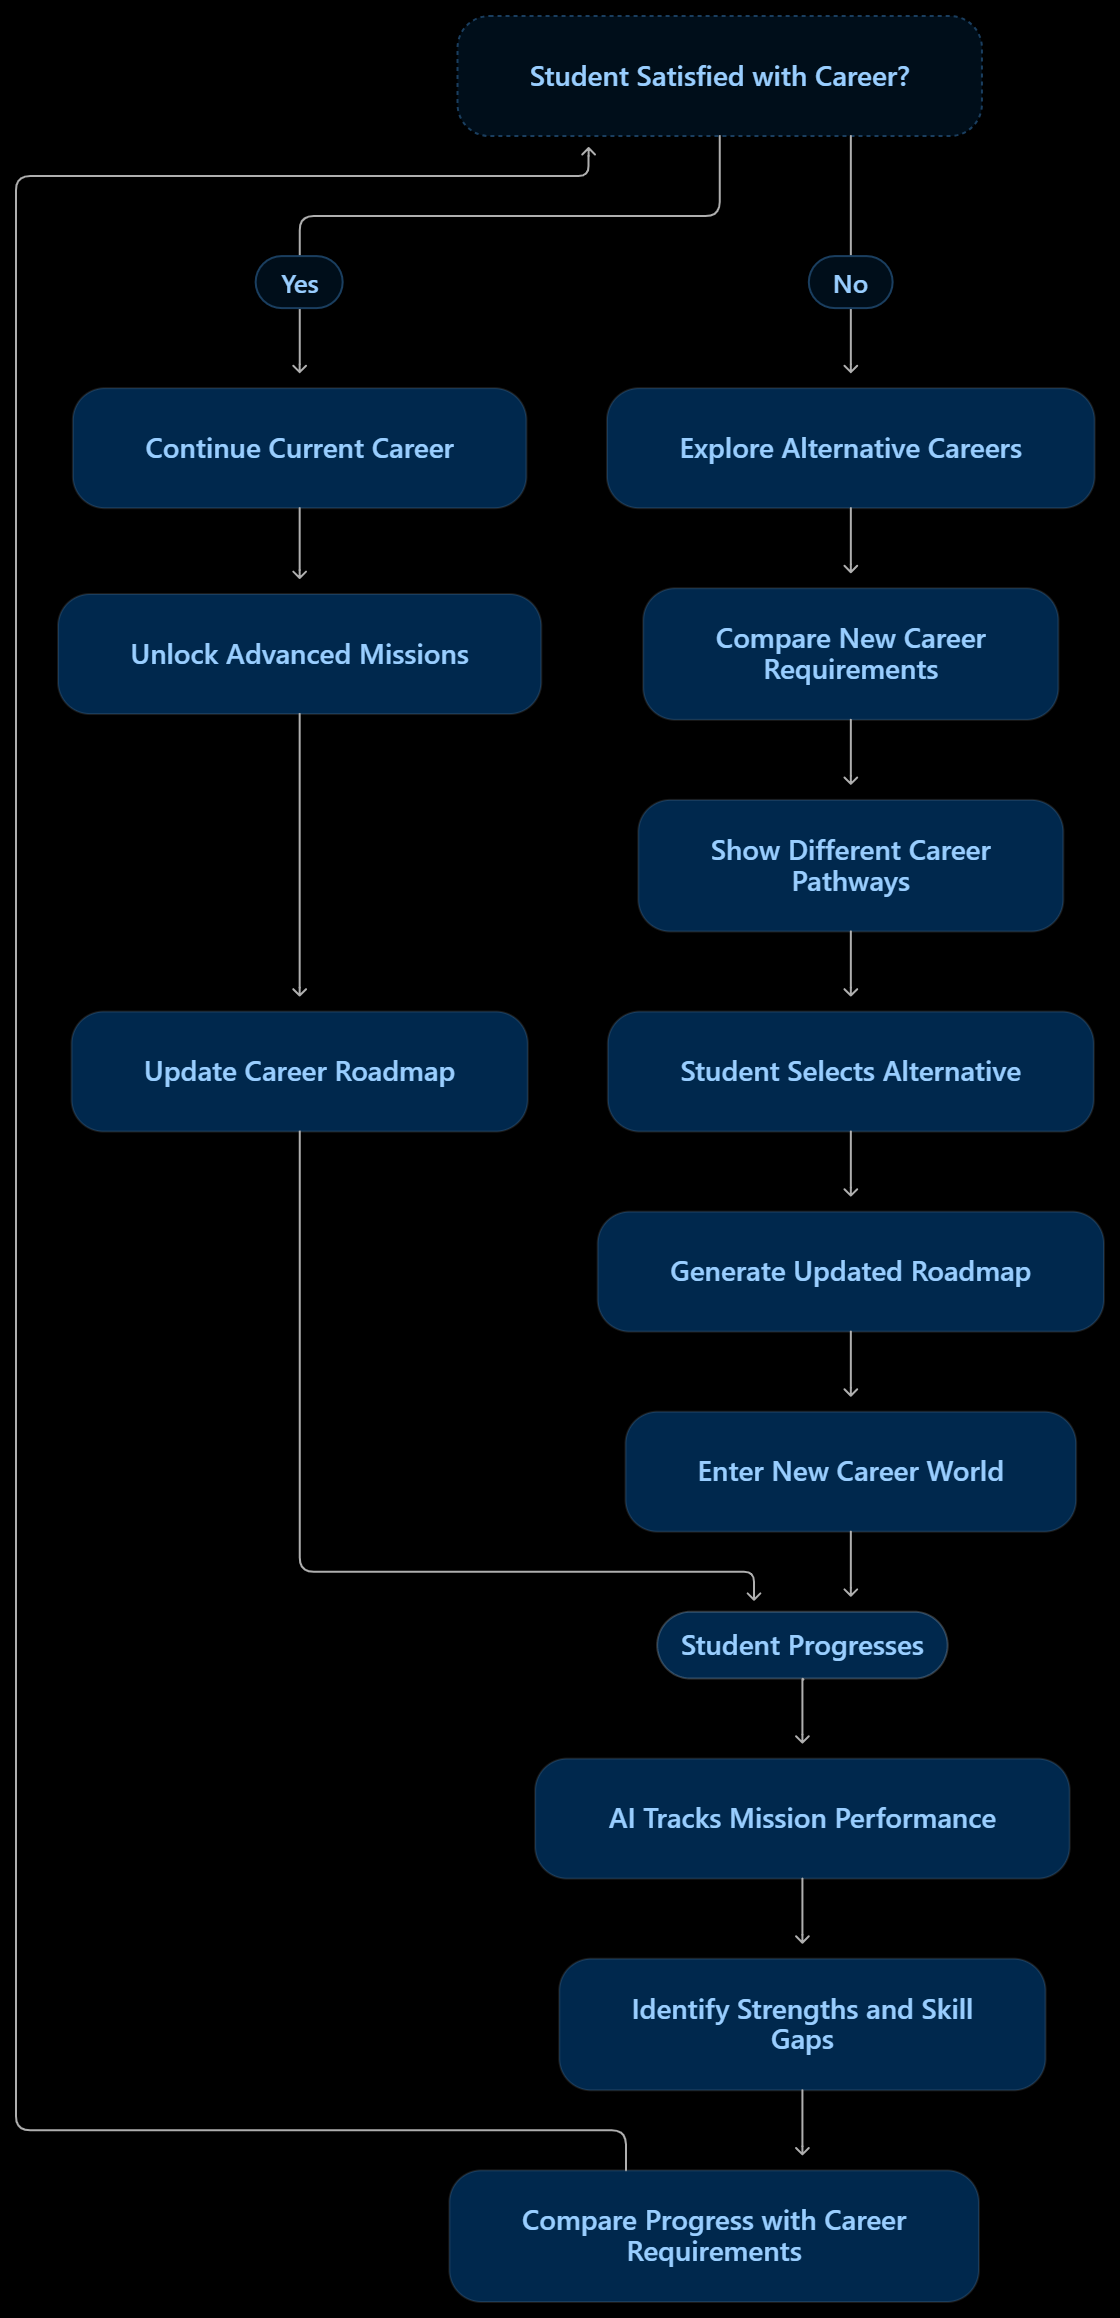 Student Satisfied with Career?
Yes
No
Continue Current Career
Explore Alternative Careers
Unlock Advanced Missions
Compare New Career
Requirements
Show Different Career
Pathways
Update Career Roadmap
Student Selects Alternative
Generate Updated Roadmap
Enter New Career World
Student Progresses
AI Tracks Mission Performance
Identify Strengths and Skill
Gaps
Compare Progress with Career
Requirements